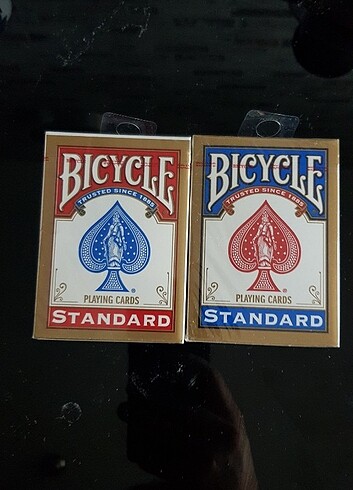 BICYCLE
TRUSTED SINCE 1885
®
PLAYING CARDS
STANDARD
BICYCLE
TRUSTED SINCE 1885
®
PLAYING CARDS
STANDARD